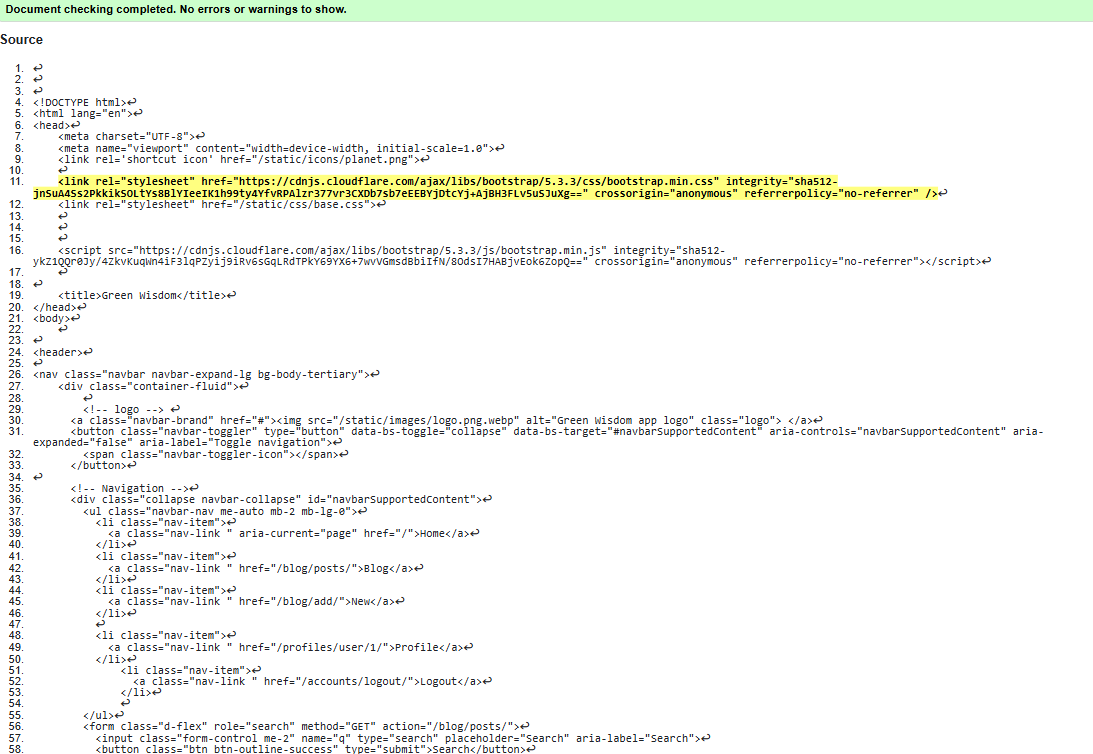 Document checking completed. No errors or warnings to show.
Source
1. ↩
2. ↩
3. ↩
4. <!DOCTYPE html>↩
5. <html lang="en">↩
6. <head>↩
7. <meta charset="UTF-8">↩
8. <meta name="viewport" content="width=device-width, initial-scale=1.0">↩
9. <link rel='shortcut icon' href="/static/icons/planet.png">↩
10. ↩
11. <link rel="stylesheet" href="https://cdnjs.cloudflare.com/ajax/libs/bootstrap/5.3.3/css/bootstrap.min.css" integrity="sha512-
jnSuA4Ss2PkkikSOLtYs8BlYIeeIK1h99ty4YfvRPAlzr377vr3CXDb7sb7eEEBYjDtcYj+AjBH3FLv5uSJuXg==" crossorigin="anonymous" referrerpolicy="no-referrer" />↩
12. <link rel="stylesheet" href="/static/css/base.css">↩
13. ↩
14. ↩
15. ↩
16. <script src="https://cdnjs.cloudflare.com/ajax/libs/bootstrap/5.3.3/js/bootstrap.min.js" integrity="sha512-
ykZ1QQr0Jy/4ZkvKuqWn4iF3lqPZyij9iRv6sGqLRdTPkY69YX6+7wvVGmsdBbiIfN/8OdsI7HABjvEok6ZopQ==" crossorigin="anonymous" referrerpolicy="no-referrer"></script>↩
17. ↩
18. ↩
19. <title>Green Wisdom</title>↩
20. </head>↩
21. <body>↩
22. ↩
23. ↩
24. <header>↩
25. ↩
26. <nav class="navbar navbar-expand-lg bg-body-tertiary">↩
27. <div class="container-fluid">↩
28. ↩
29. <!-- logo --> ↩
30. <a class="navbar-brand" href="#"><img src="/static/images/logo.png.webp" alt="Green Wisdom app logo" class="logo"> </a>↩
31. <button class="navbar-toggler" type="button" data-bs-toggle="collapse" data-bs-target="#navbarSupportedContent" aria-controls="navbarSupportedContent" aria-
expanded="false" aria-label="Toggle navigation">↩
32. <span class="navbar-toggler-icon"></span>↩
33. </button>↩
34. ↩
35. <!-- Navigation -->↩
36. <div class="collapse navbar-collapse" id="navbarSupportedContent">↩
37. <ul class="navbar-nav me-auto mb-2 mb-lg-0">↩
38. <li class="nav-item">↩
39. <a class="nav-link " aria-current="page" href="/">Home</a>↩
40. </li>↩
41. <li class="nav-item">↩
42. <a class="nav-link " href="/blog/posts/">Blog</a>↩
43. </li>↩
44. <li class="nav-item">↩
45. <a class="nav-link " href="/blog/add/">New</a>↩
46. </li>↩
47. ↩
48. <li class="nav-item">↩
49. <a class="nav-link " href="/profiles/user/1/">Profile</a>↩
50. </li>↩
51. <li class="nav-item">↩
52. <a class="nav-link " href="/accounts/logout/">Logout</a>↩
53. </li>↩
54. ↩
55. </ul>↩
56. <form class="d-flex" role="search" method="GET" action="/blog/posts/">↩
57. <input class="form-control me-2" name="q" type="search" placeholder="Search" aria-label="Search">↩
58. <button class="btn btn-outline-success" type="submit">Search</button>↩